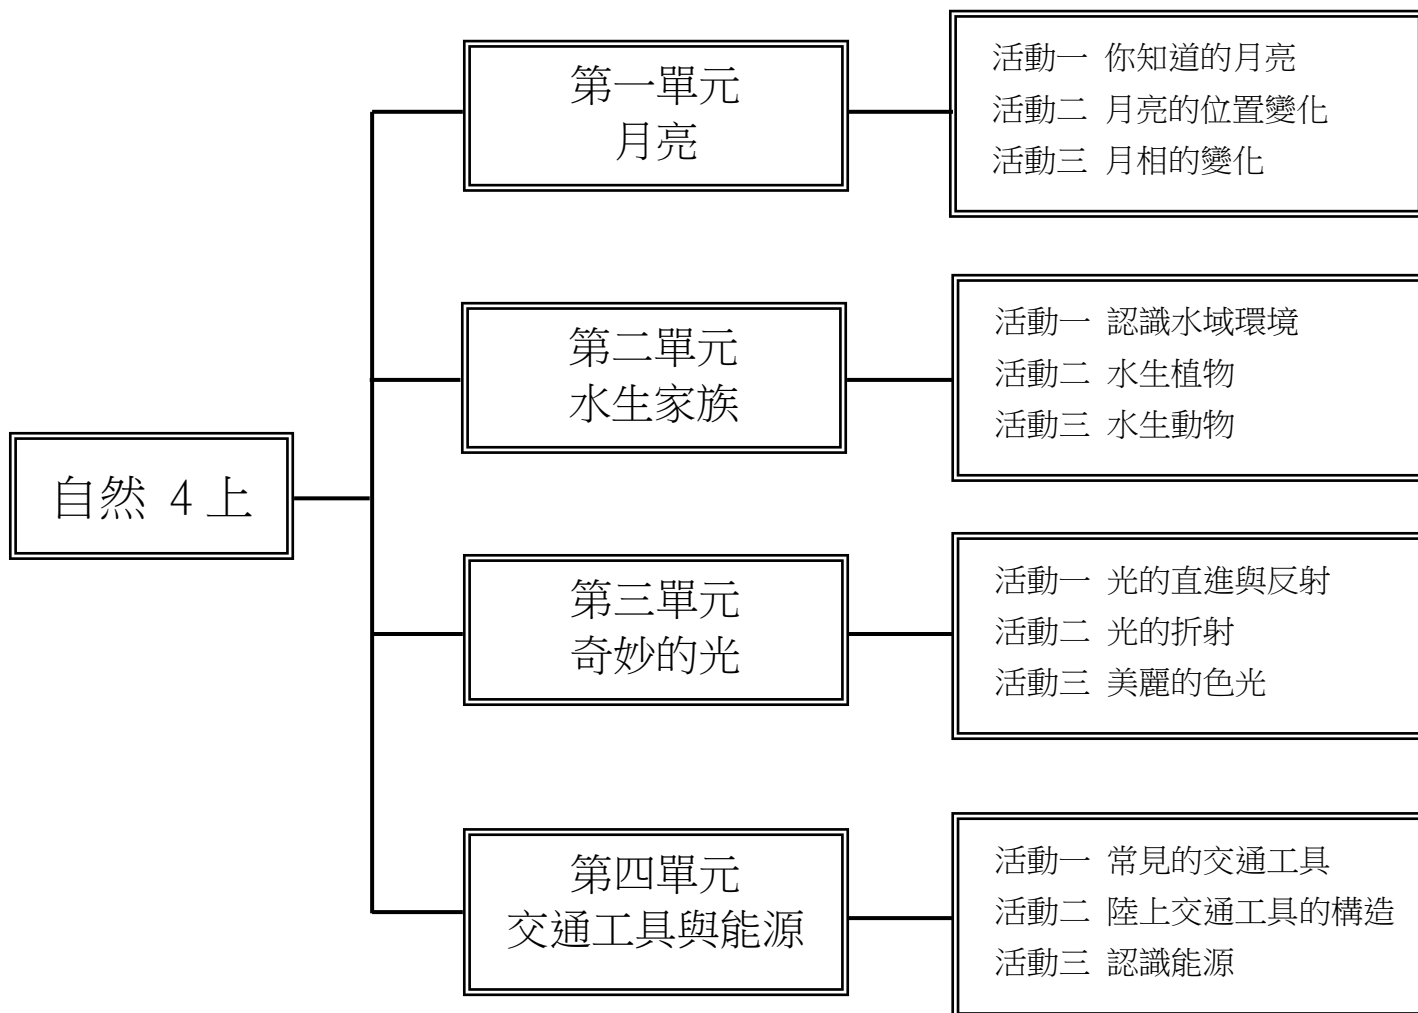 自然 4上
第一單元
月亮
活動一 你知道的月亮
活動二 月亮的位置變化
活動三 月相的變化
第二單元
水生家族
活動一 認識水域環境
活動二 水生植物
活動三 水生動物
第三單元
奇妙的光
活動一 光的直進與反射
活動二 光的折射
活動三 美麗的色光
第四單元
交通工具與能源
活動一 常見的交通工具
活動二 陸上交通工具的構造
活動三 認識能源